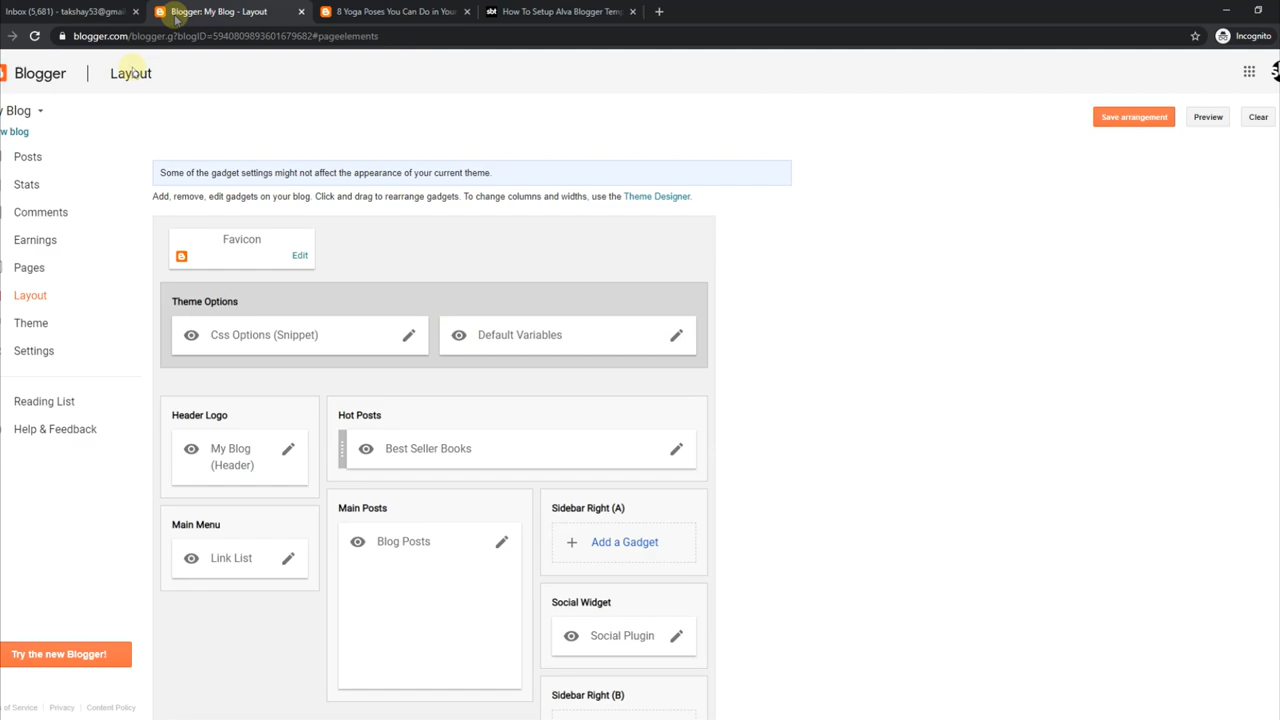 Inbox (5,681) - takshay53@gmail
Blogger: My Blog - Layout
8 Yoga Poses You Can Do in Your
sbt How To Setup Alva Blogger Temp
blogger.com/blogger.g?blogID=5940809893601679682#pageelements
Incognito
Blogger
Layout
y Blog
w blog
Save arrangement
Preview
Clear
Posts
Stats
Comments
Earnings
Pages
Layout
Theme
Settings
Reading List
Help & Feedback
Some of the gadget settings might not affect the appearance of your current theme.
Add, remove, edit gadgets on your blog. Click and drag to rearrange gadgets. To change columns and widths, use the Theme Designer.
Favicon
Edit
Theme Options
Css Options (Snippet)
Default Variables
Header Logo
My Blog
(Header)
Hot Posts
Best Seller Books
Main Menu
Link List
Main Posts
Blog Posts
Sidebar Right (A)
Add a Gadget
Social Widget
Social Plugin
Sidebar Right (B)
Try the new Blogger!
s of Service
Privacy
Content Policy